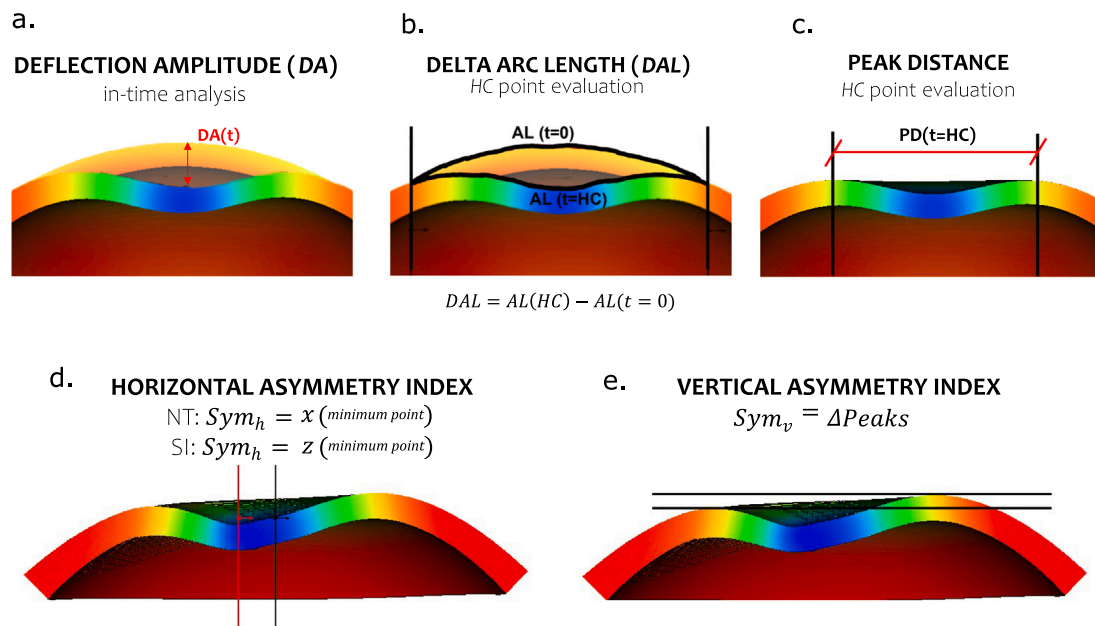 a.
DEFLECTION AMPLITUDE (DA)
in-time analysis
DA(t)
b.
DELTA ARC LENGTH (DAL)
HC point evaluation
AL (t=0)
AL (t=HC)
DAL = AL(HC) − AL(t = 0)
c.
PEAK DISTANCE
HC point evaluation
PD(t=HC)
d.
HORIZONTAL ASYMMETRY INDEX
NT: Sym_h = x (minimum point)
SI: Sym_h = z (minimum point)
e.
VERTICAL ASYMMETRY INDEX
Sym_v = ΔPeaks